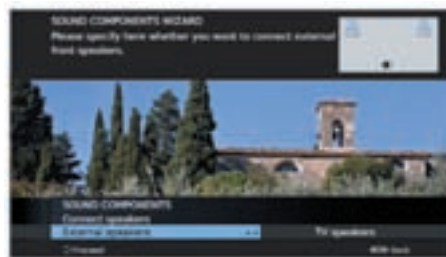 SOUND COMPONENTS WIZARD
Please specify here whether you want to connect external
front speakers.
SOUND COMPONENTS
Connect speakers
External speakers
TV speakers
Proceed
back